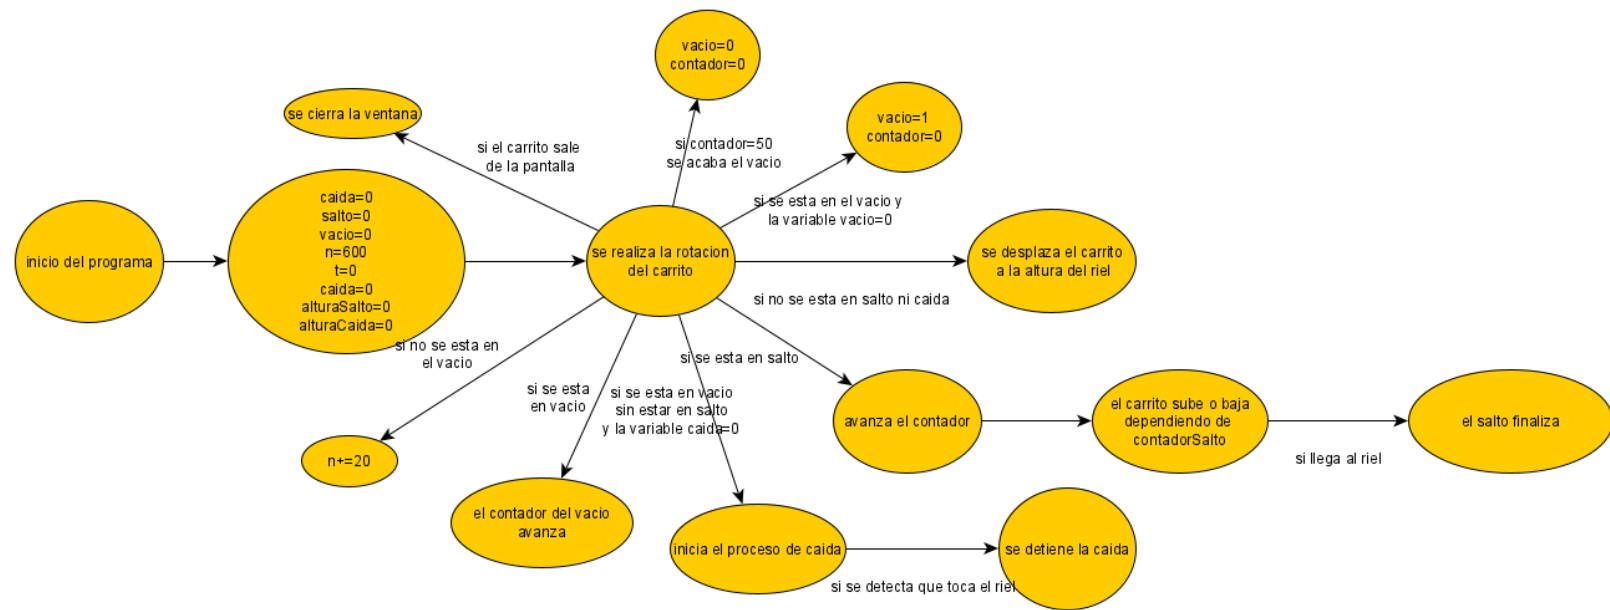 vacio=0
contador=0
se cierra la ventana
vacio=1
contador=0
si el carrito sale
de la pantalla
si contador=50
se acaba el vacio
si se esta en el vacio y
la variable vacio=0
inicio del programa
caida=0
salto=0
vacio=0
n=600
t=0
caida=0
alturaSalto=0
alturaCaida=0
se realiza la rotacion
del carrito
se desplaza el carrito
a la altura del riel
si no se esta en salto ni caida
si no se esta en
el vacio
si se esta en salto
si se esta
en vacio
si se esta en vacio
sin estar en salto
y la variable caida=0
avanza el contador
el carrito sube o baja
dependiendo de
contadorSalto
si llega al riel
el salto finaliza
n+=20
el contador del vacio
avanza
inicia el proceso de caida
si se detecta que toca el riel
se detiene la caida